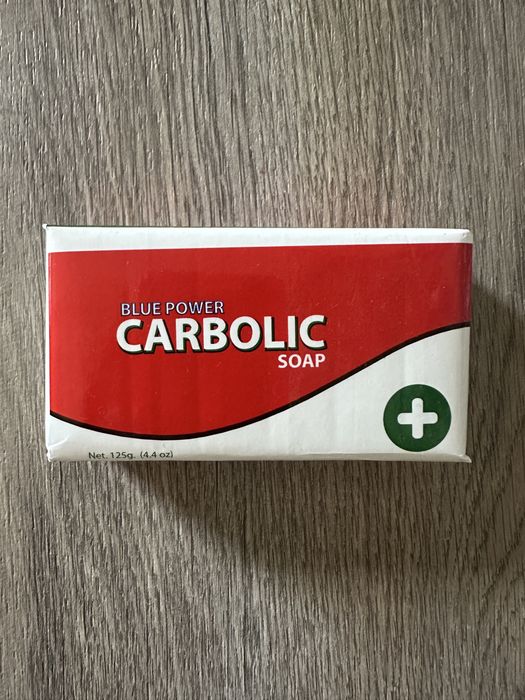 BLUE POWER
CARBOLIC
SOAP
Net. 125g. (4.4 oz)